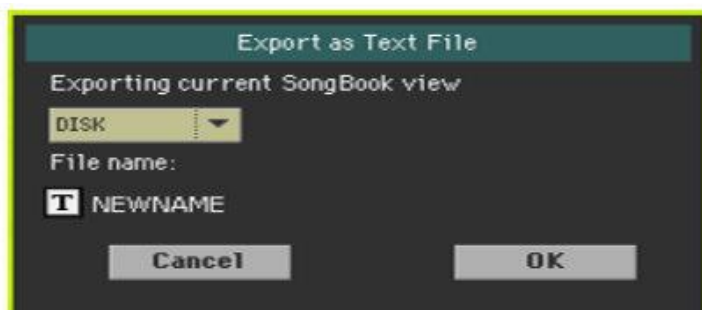 Export as Text File
Exporting current SongBook view
DISK
File name:
T NEWNAME
Cancel OK